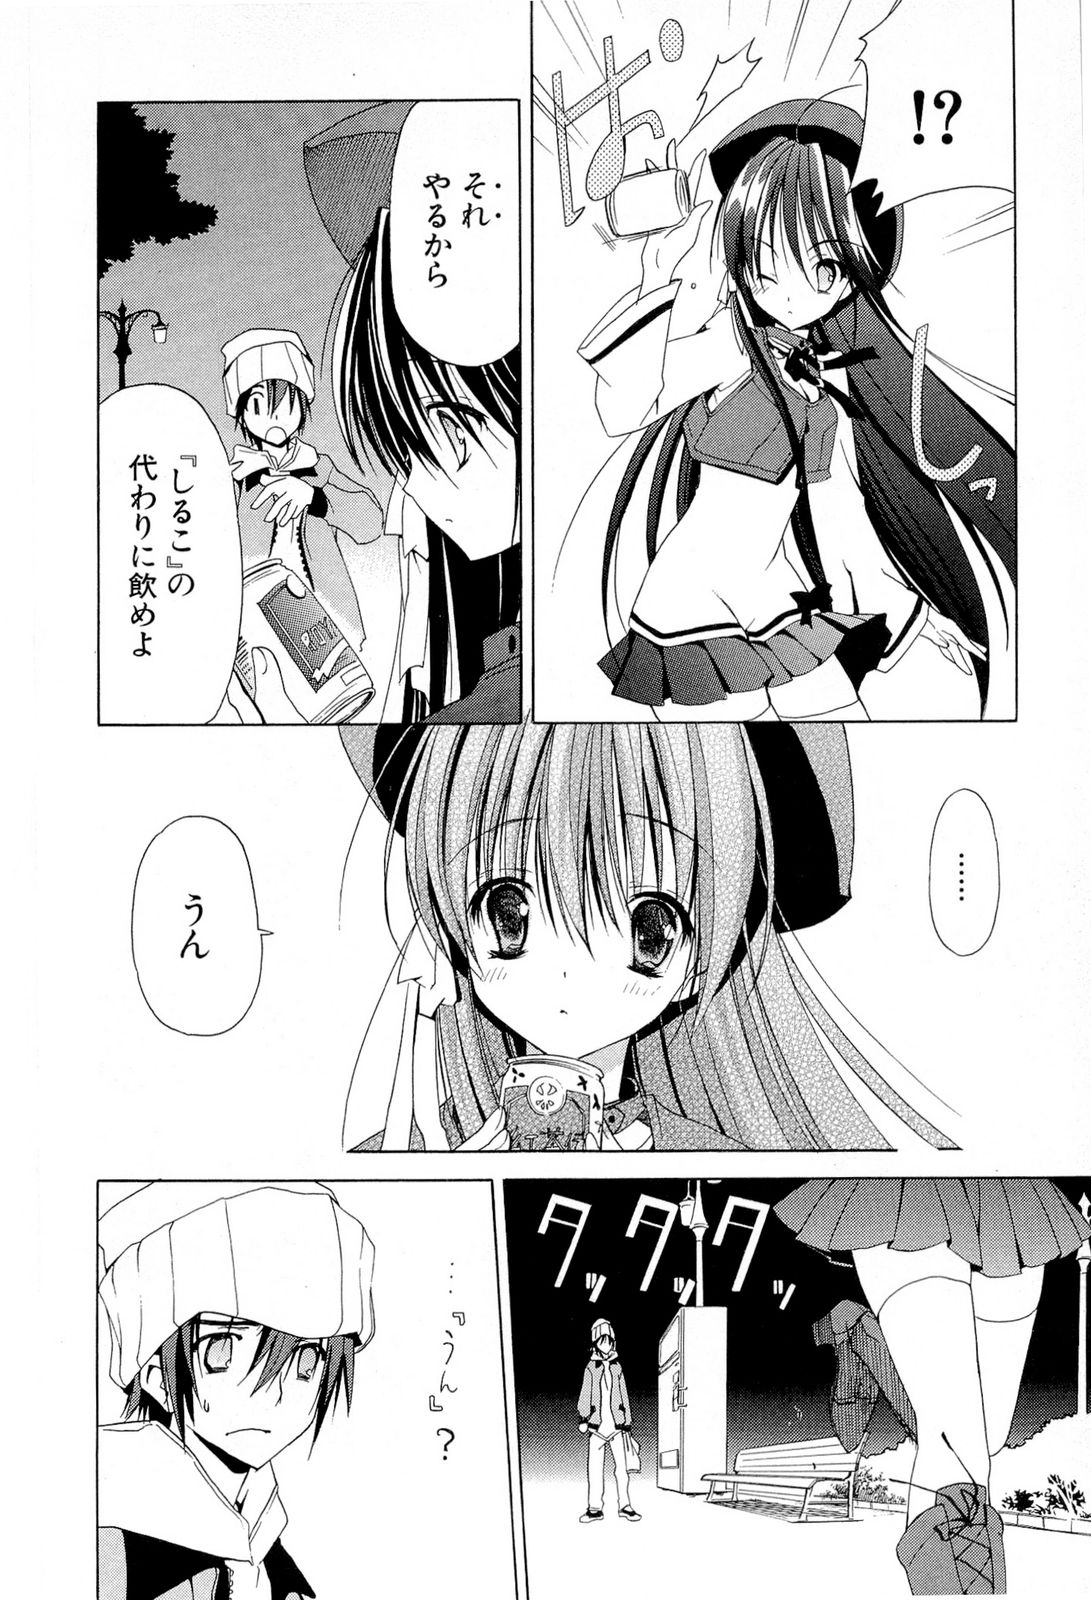 !?
ぱしっ
それ
やるから
『しるこ』の
代わりに飲めよ
……
うん
タッ
タッ
タッ
…『うん』?